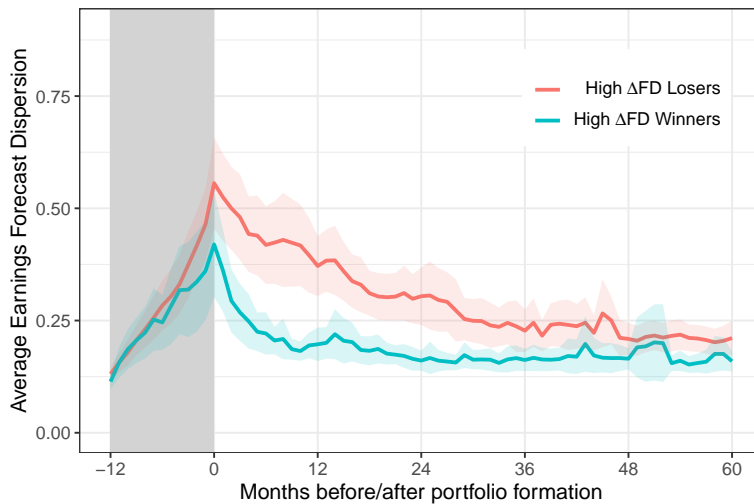 Average Earnings Forecast Dispersion
0.75
0.50
0.25
0.00
High ΔFD Losers
High ΔFD Winners
−12
0
12
24
36
48
60
Months before/after portfolio formation